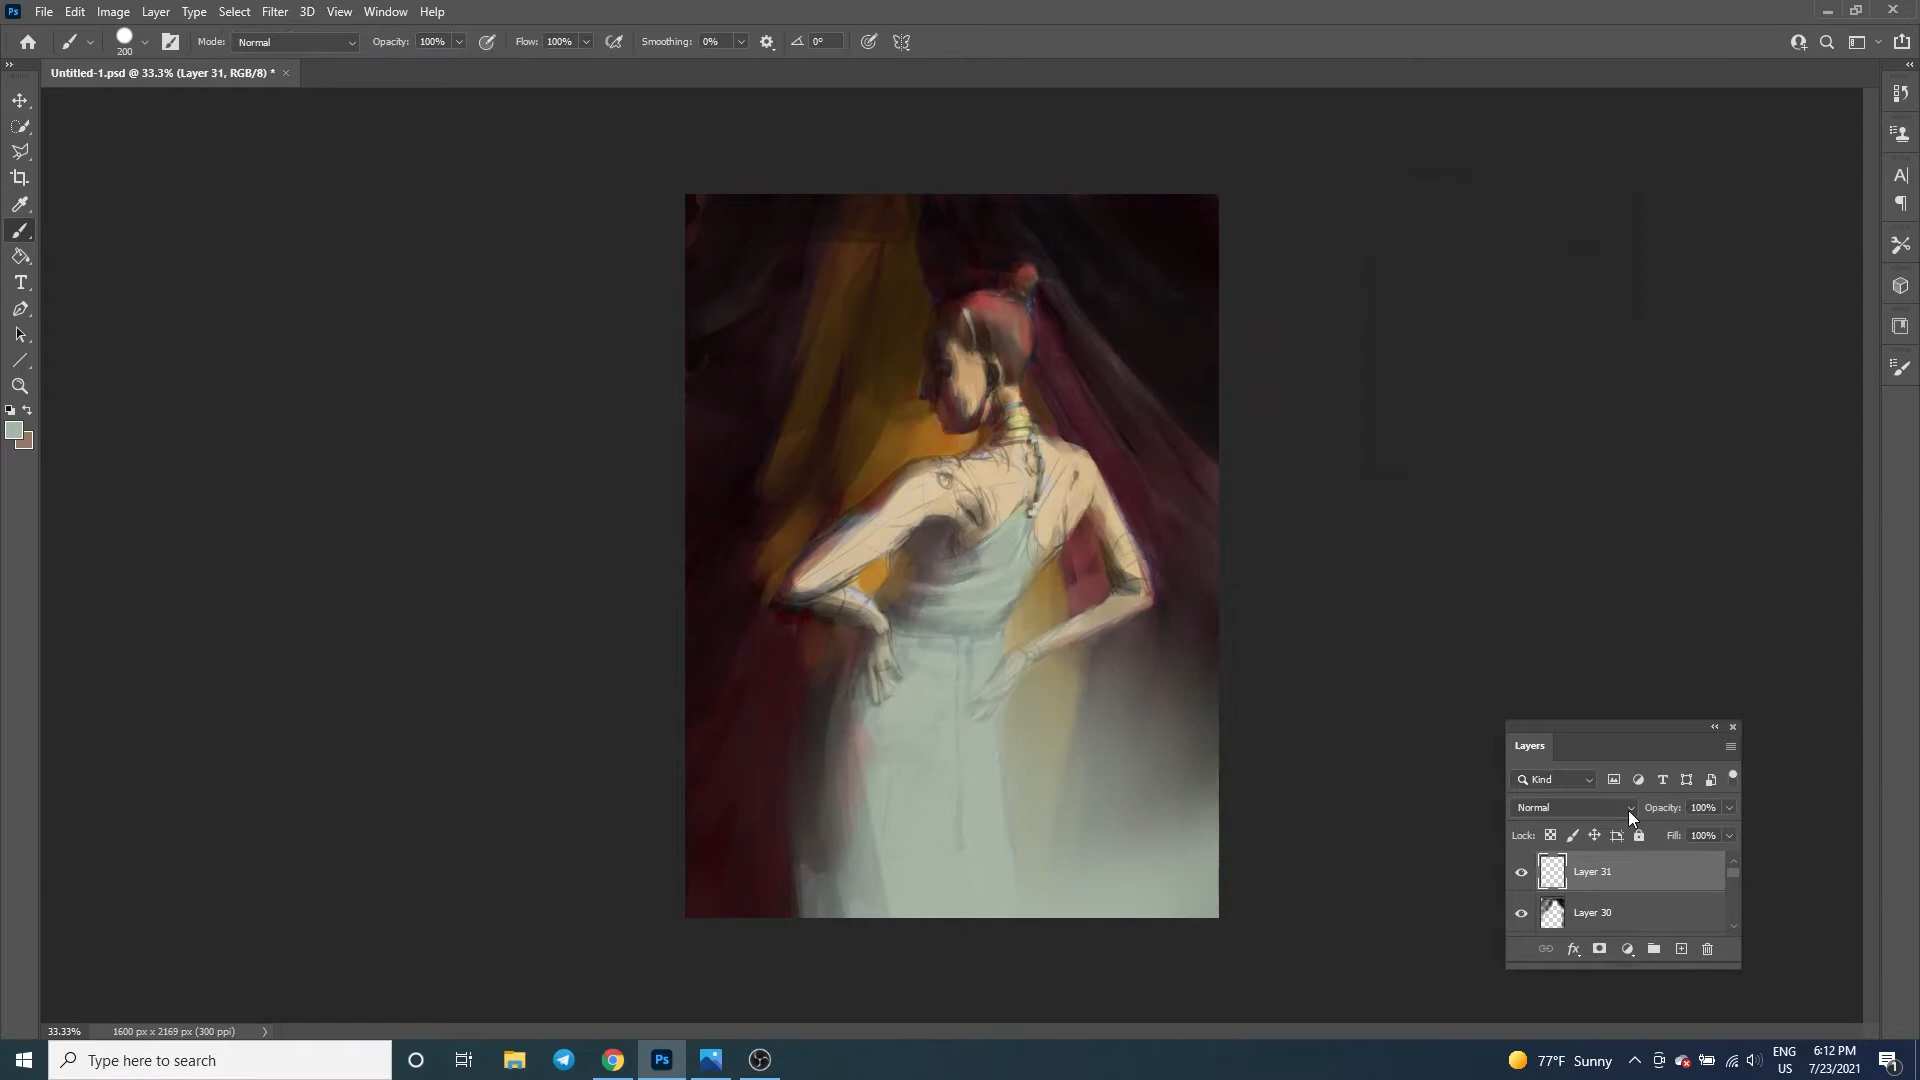 Ps File Edit Image Layer Type Select Filter 3D View Window Help
200 Mode: Normal Opacity: 100% Flow: 100% Smoothing: 0% 0°
Untitled-1.psd @ 33.3% (Layer 31, RGB/8) * ×
Layers
Kind
Normal Opacity: 100%
Lock: Fill: 100%
Layer 31
Layer 30
fx
33.33% 1600 px x 2169 px (300 ppi)
Type here to search
Ps
77°F Sunny
ENG
US
6:12 PM
7/23/2021
1